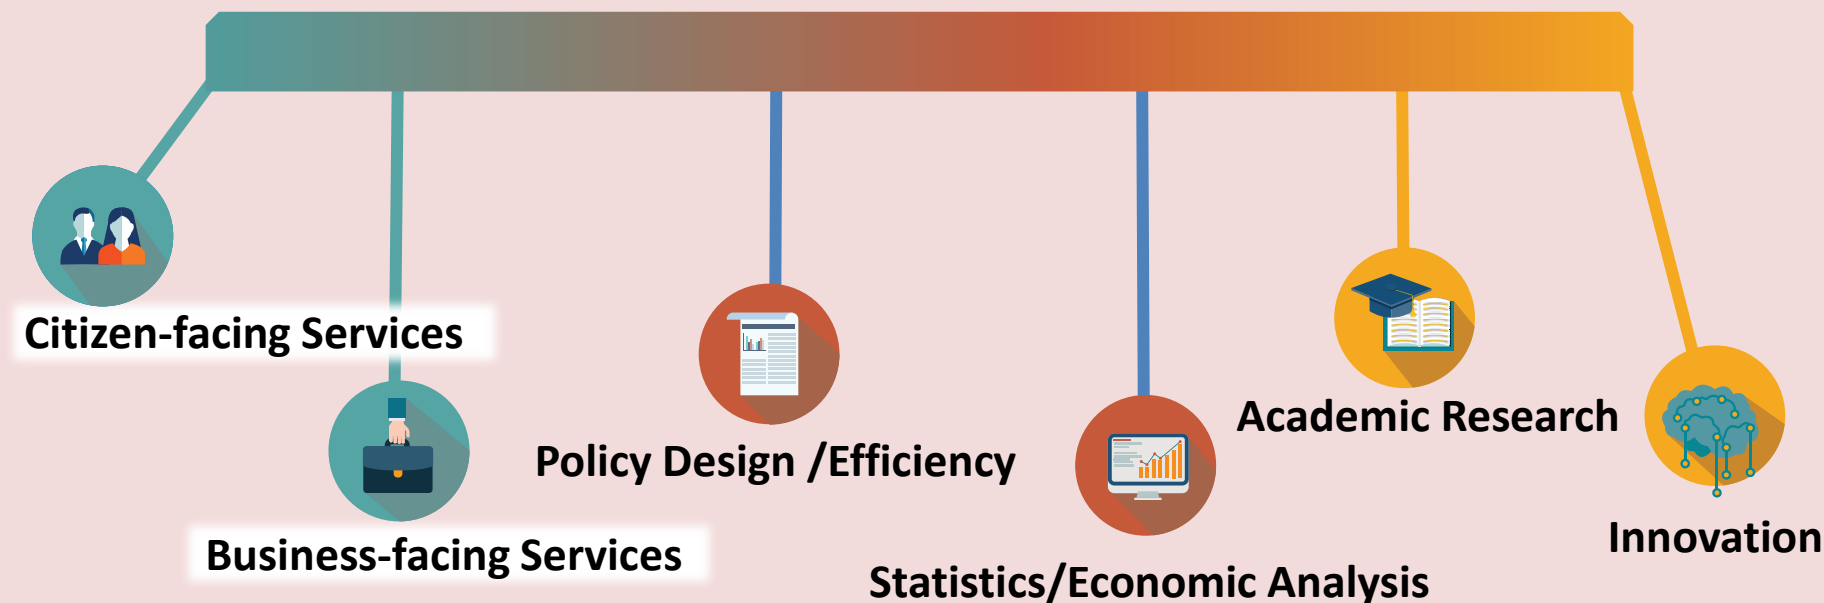 Citizen-facing Services
Business-facing Services
Policy Design /Efficiency
Statistics/Economic Analysis
Academic Research
Innovation